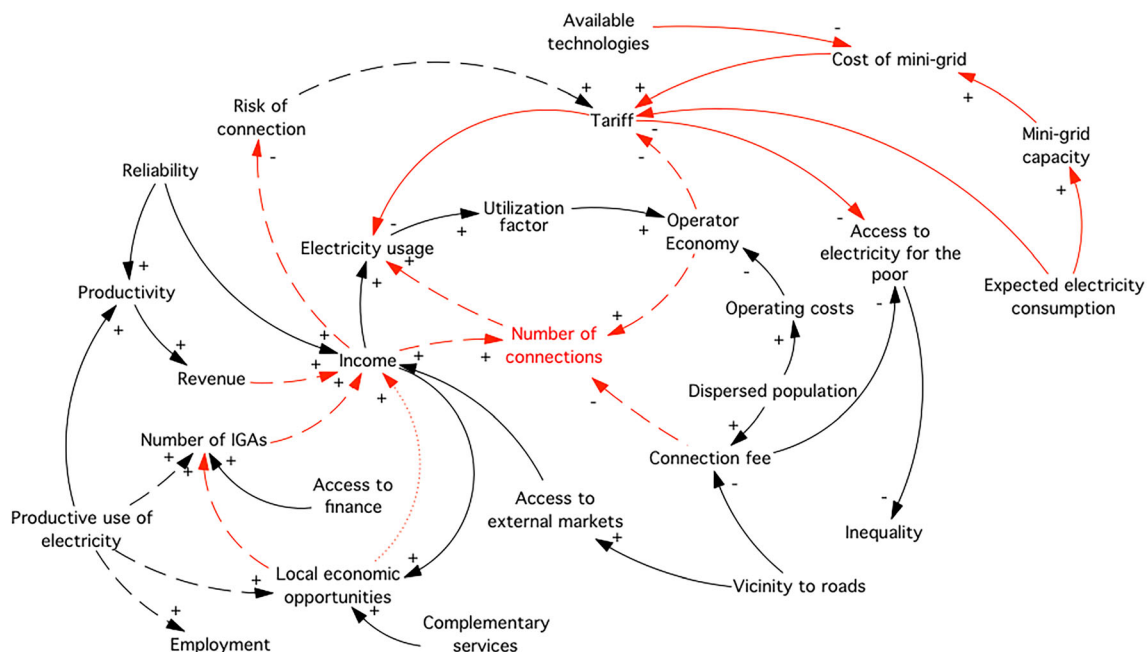 Available
technologies
-
Cost of mini-grid
+
+
+
Risk of
connection
Tariff
-
Mini-grid
capacity
-
-
Reliability
+
Utilization
factor
-
Operator
Economy
-
Access to
electricity for the
poor
+
+
Electricity usage
+
+
-
Expected electricity
consumption
+
Productivity
-
Operating costs
+
+
+
Number of
connections
+
+
Income
+
+
+
+
+
Revenue
Dispersed population
-
+
+
Number of IGAs
Connection fee
+
+
+
-
Access to
finance
Access to
external markets
-
Productive use of
electricity
Inequality
+
+
+
Local economic
opportunities
Vicinity to roads
+
+
Complementary
services
Employment